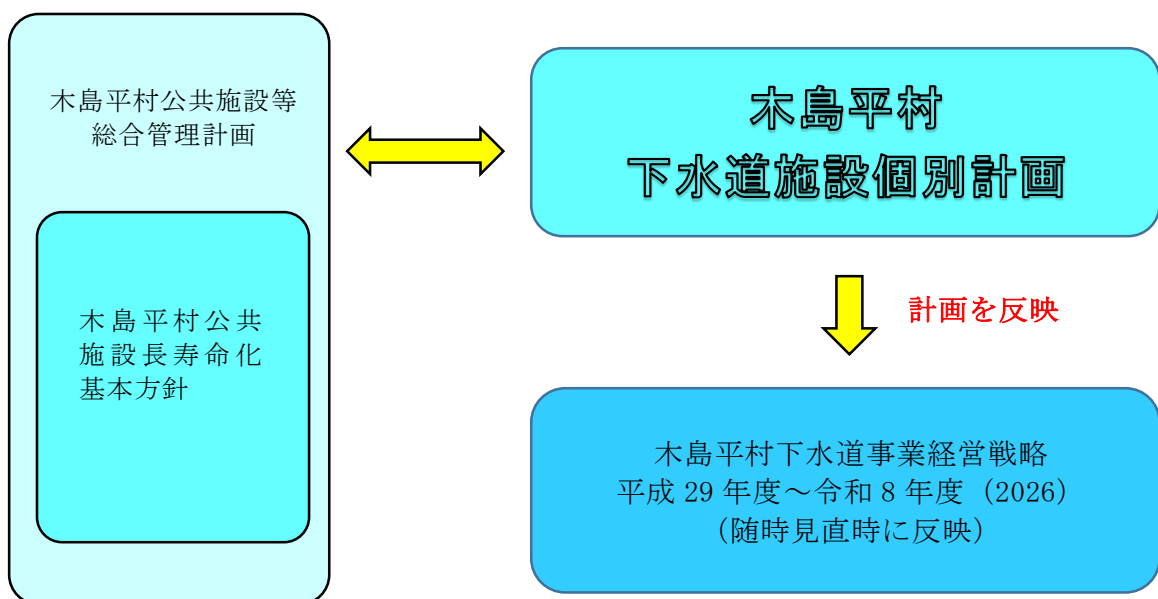 木島平村公共施設等
総合管理計画
木島平村公共
施設長寿命化
基本方針
木島平村
下水道施設個別計画
計画を反映
木島平村下水道事業経営戦略
平成 29 年度～令和 8 年度（2026）
（随時見直時に反映）